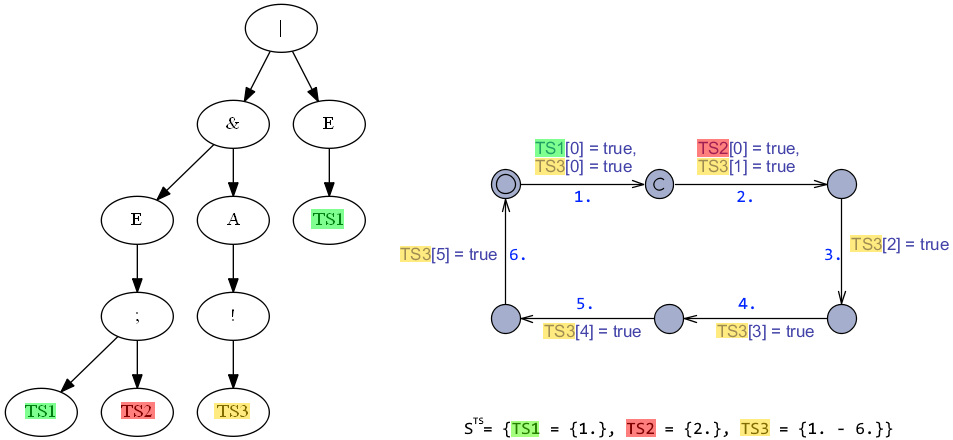 |
&
E
E
A
TS1
;
!
TS1
TS2
TS3
TS1[0] = true,
TS3[0] = true
TS2[0] = true,
TS3[1] = true
C
1.
2.
TS3[5] = true
6.
3.
TS3[2] = true
5.
4.
TS3[4] = true
TS3[3] = true
STS= {TS1 = {1.}, TS2 = {2.}, TS3 = {1. - 6.}}